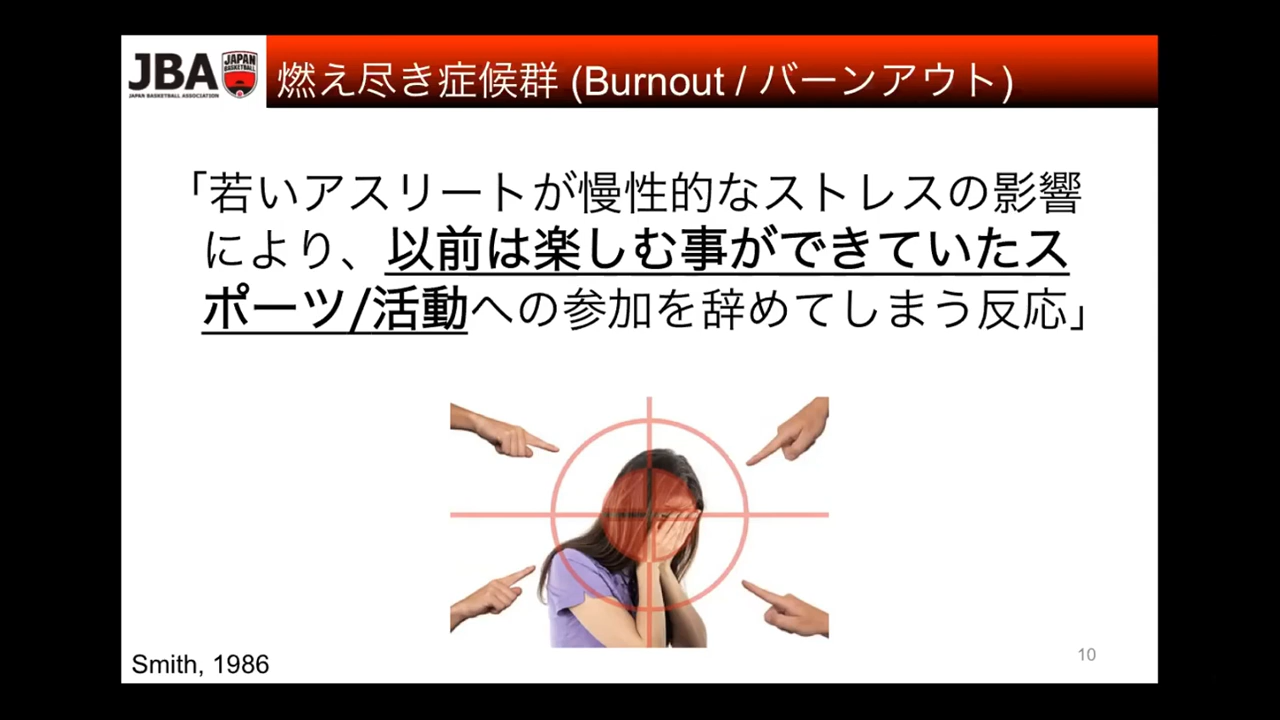 JBA
JAPAN BASKETBALL ASSOCIATION
JAPAN
BASKETBALL
燃え尽き症候群 (Burnout / バーンアウト)
「若いアスリートが慢性的なストレスの影響
により、以前は楽しむ事ができていたス
ポーツ/活動への参加を辞めてしまう反応」
Smith, 1986
10